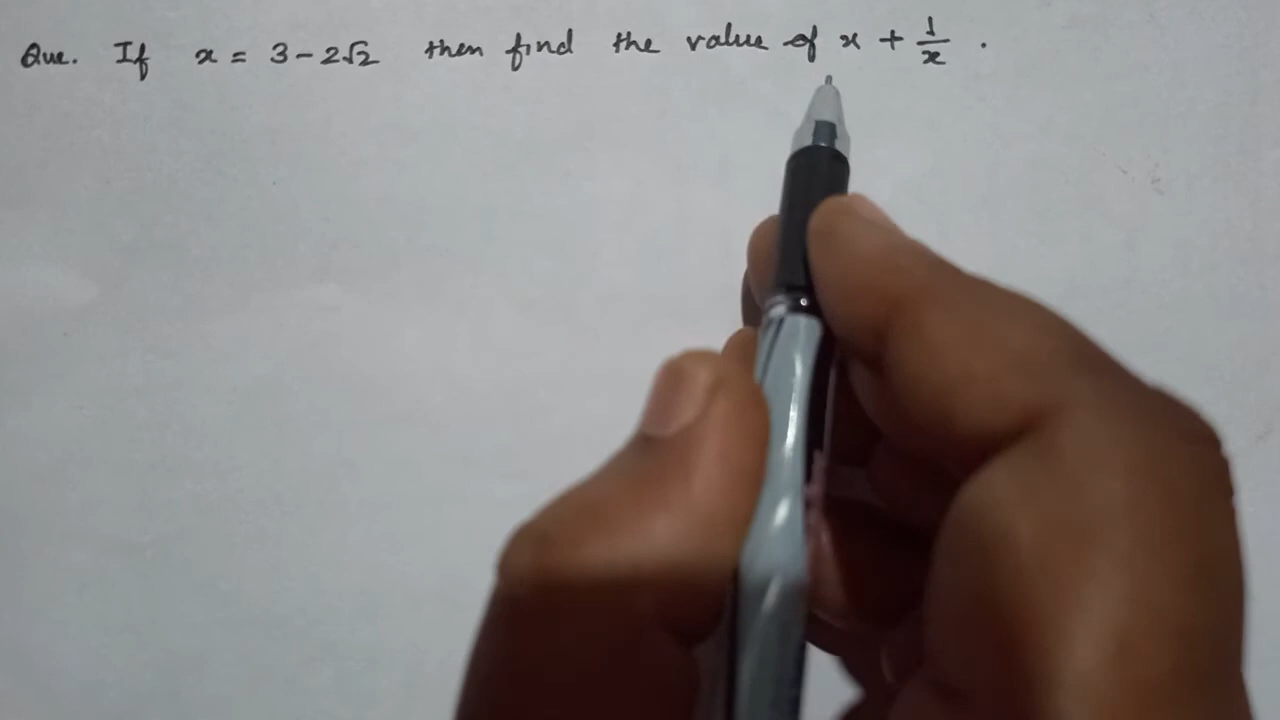 Que. If x = 3 - 2√2 then find the value of x + 1/x .